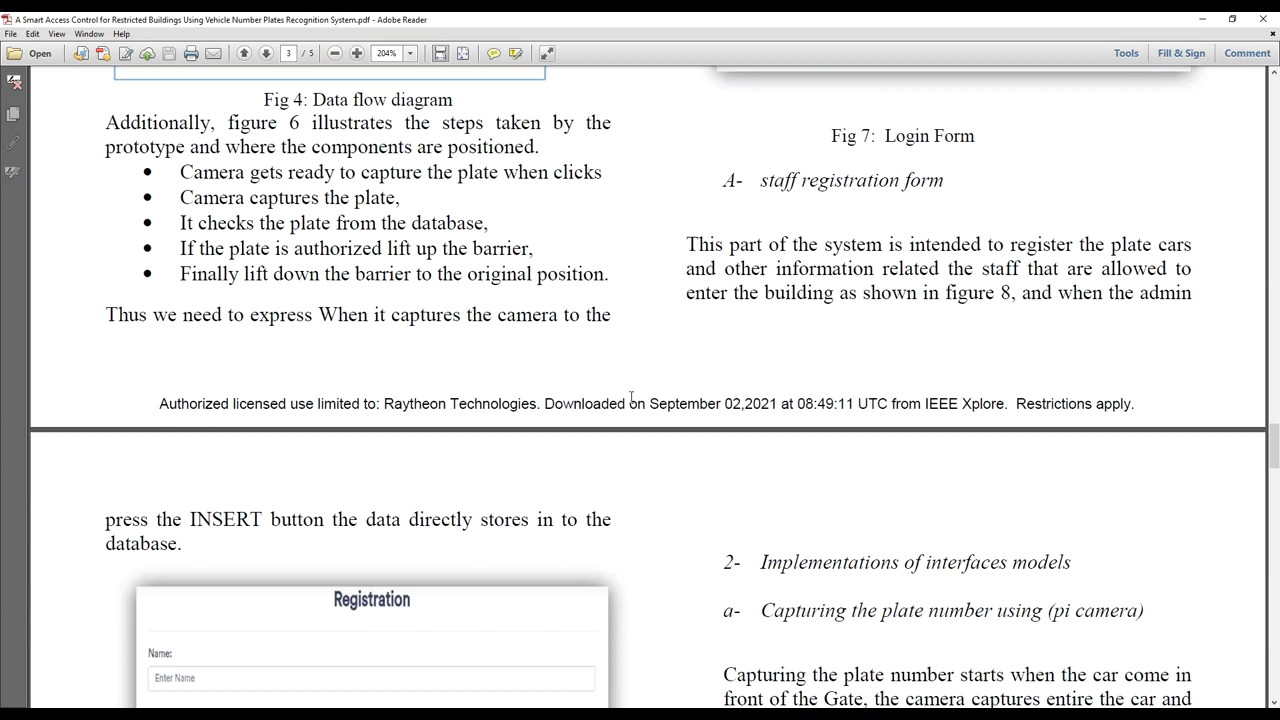 A Smart Access Control for Restricted Buildings Using Vehicle Number Plates Recognition System.pdf - Adobe Reader
File Edit View Window Help
Open 3 / 5 204% Tools Fill & Sign Comment
Fig 4: Data flow diagram
Additionally, figure 6 illustrates the steps taken by the
prototype and where the components are positioned.
• Camera gets ready to capture the plate when clicks
• Camera captures the plate,
• It checks the plate from the database,
• If the plate is authorized lift up the barrier,
• Finally lift down the barrier to the original position.
Thus we need to express When it captures the camera to the
Fig 7: Login Form
A- staff registration form
This part of the system is intended to register the plate cars
and other information related the staff that are allowed to
enter the building as shown in figure 8, and when the admin
Authorized licensed use limited to: Raytheon Technologies. Downloaded on September 02,2021 at 08:49:11 UTC from IEEE Xplore. Restrictions apply.
press the INSERT button the data directly stores in to the
database.
Registration
Name:
Enter Name
2- Implementations of interfaces models
a- Capturing the plate number using (pi camera)
Capturing the plate number starts when the car come in
front of the Gate, the camera captures entire the car and